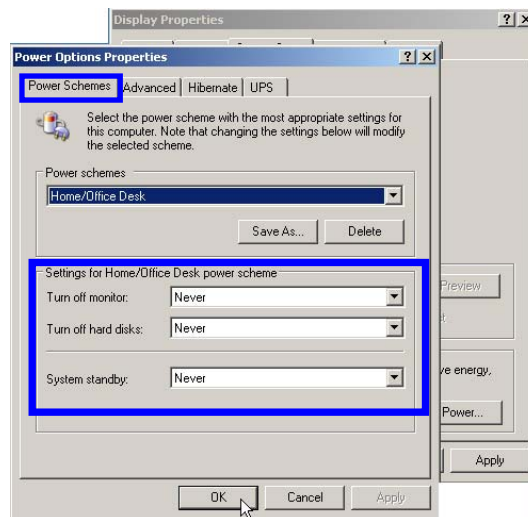 Display Properties
Power Options Properties
Power Schemes Advanced Hibernate UPS
Select the power scheme with the most appropriate settings for
this computer. Note that changing the settings below will modify
the selected scheme.
Power schemes
Home/Office Desk
Save As... Delete
Settings for Home/Office Desk power scheme
Turn off monitor: Never
Turn off hard disks: Never
System standby: Never
OK Cancel Apply
Preview
ve energy,
Power...
Apply